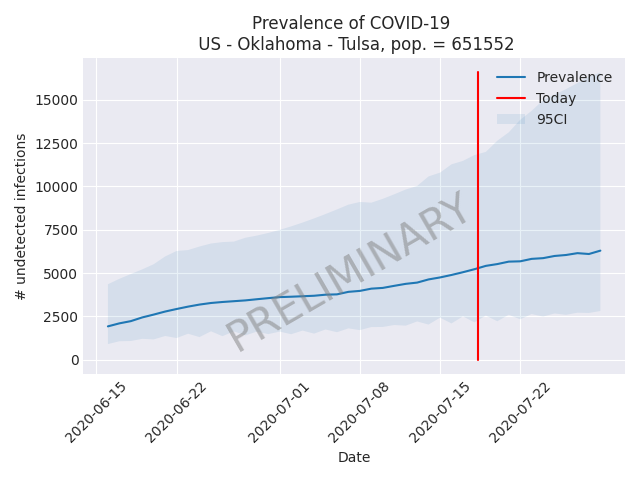 Prevalence of COVID-19
US - Oklahoma - Tulsa, pop. = 651552
Prevalence
Today
95CI
15000
12500
10000
7500
5000
2500
0
# undetected infections
PRELIMINARY
2020-06-15
2020-06-22
2020-07-01
2020-07-08
2020-07-15
2020-07-22
Date